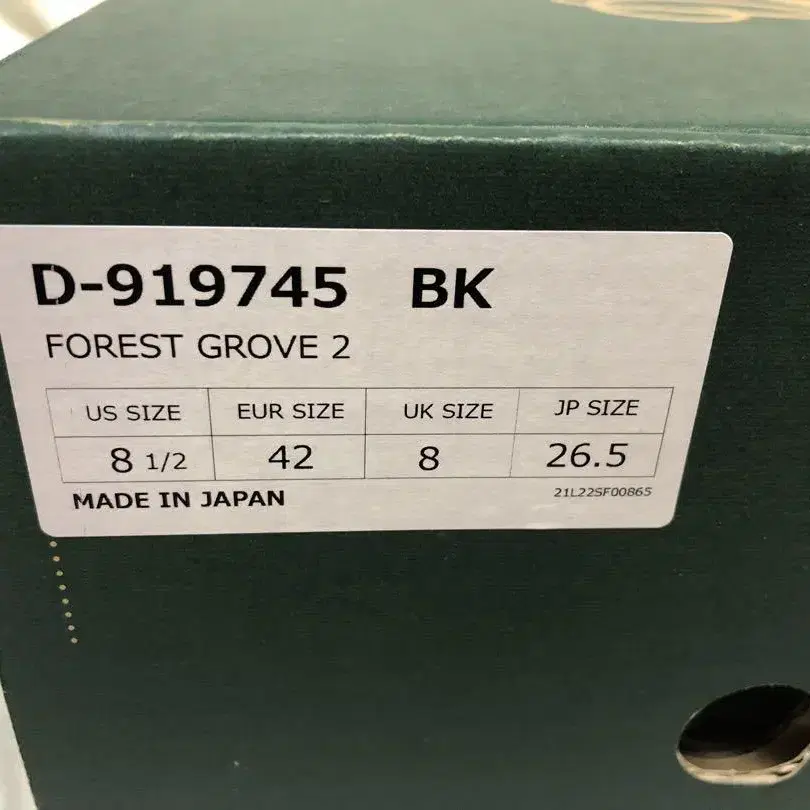 D-919745 BK
FOREST GROVE 2
US SIZE EUR SIZE UK SIZE JP SIZE
8 1/2 42 8 26.5
MADE IN JAPAN 21L22SF00865